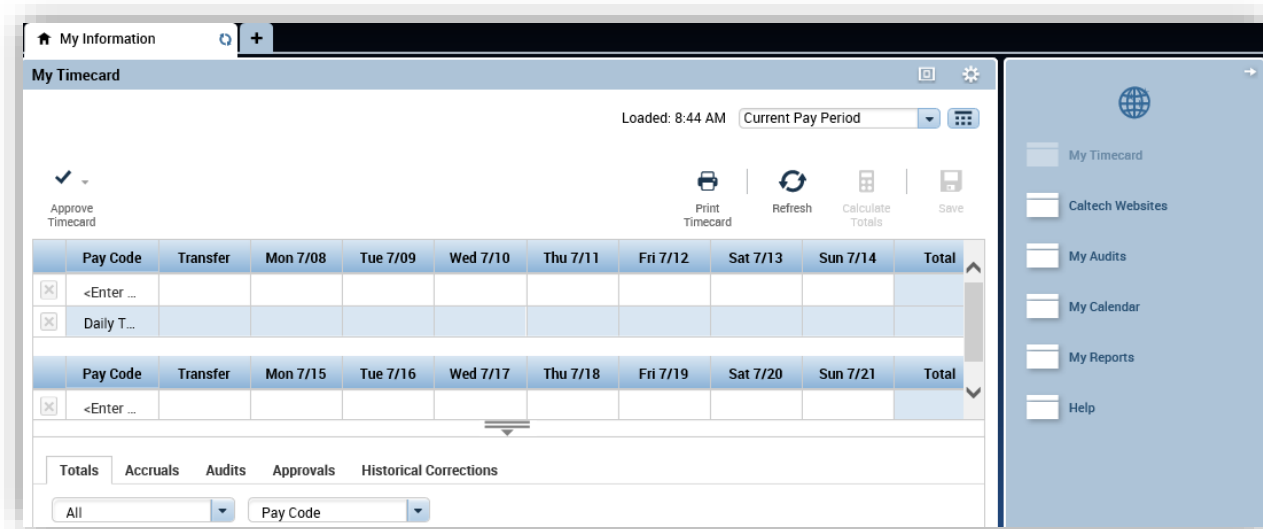 My Information
+
My Timecard
Loaded: 8:44 AM Current Pay Period
Approve Timecard
Print Timecard
Refresh
Calculate Totals
Save
Pay Code Transfer Mon 7/08 Tue 7/09 Wed 7/10 Thu 7/11 Fri 7/12 Sat 7/13 Sun 7/14 Total
<Enter ...
Daily T...
Pay Code Transfer Mon 7/15 Tue 7/16 Wed 7/17 Thu 7/18 Fri 7/19 Sat 7/20 Sun 7/21 Total
<Enter ...
Totals Accruals Audits Approvals Historical Corrections
All Pay Code
My Timecard
Caltech Websites
My Audits
My Calendar
My Reports
Help